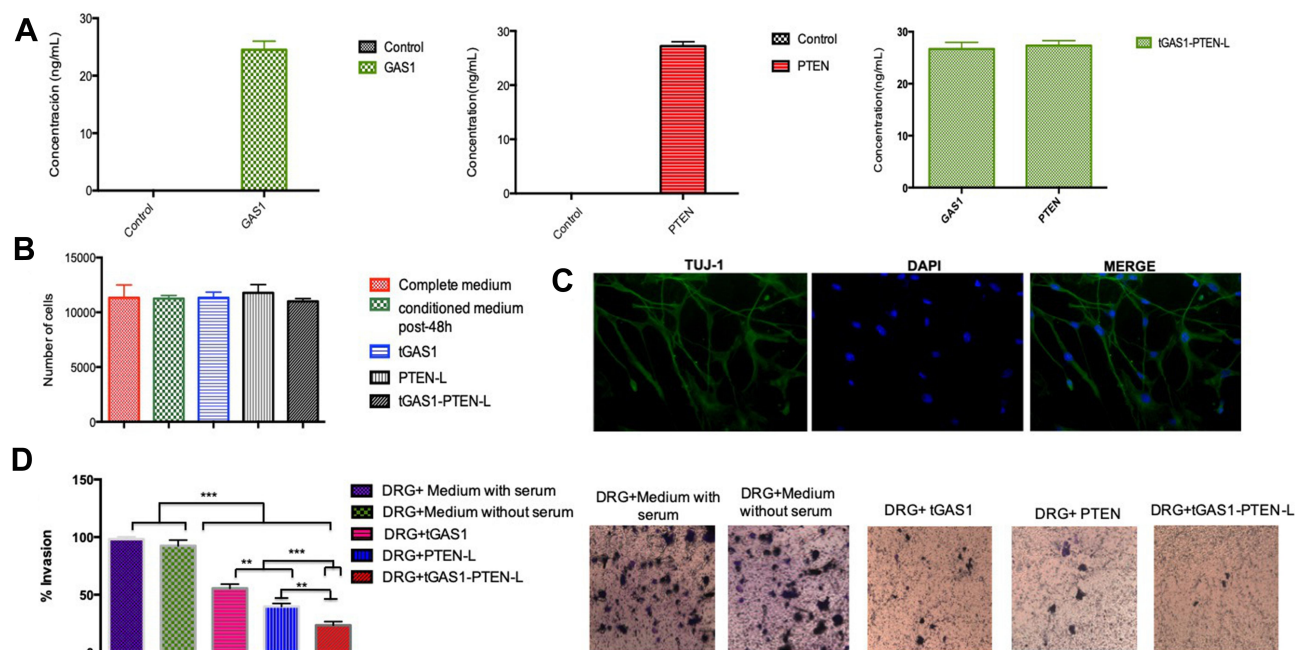 A
30
20
10
0
Concentración (ng/mL)
Control
GAS1
Control
GAS1
30
20
10
0
Concentration(ng/mL)
Control
PTEN
Control
PTEN
30
20
10
0
Concentration(ng/mL)
GAS1
PTEN
tGAS1-PTEN-L
B
15000
10000
5000
0
Number of cells
Complete medium
conditioned medium
post-48h
tGAS1
PTEN-L
tGAS1-PTEN-L
C
TUJ-1
DAPI
MERGE
D
150
100
50
% Invasion
***
**
***
**
DRG+ Medium with serum
DRG+Medium without serum
DRG+tGAS1
DRG+PTEN-L
DRG+tGAS1-PTEN-L
DRG+Medium with
serum
DRG+Medium
without serum
DRG+ tGAS1
DRG+ PTEN
DRG+tGAS1-PTEN-L